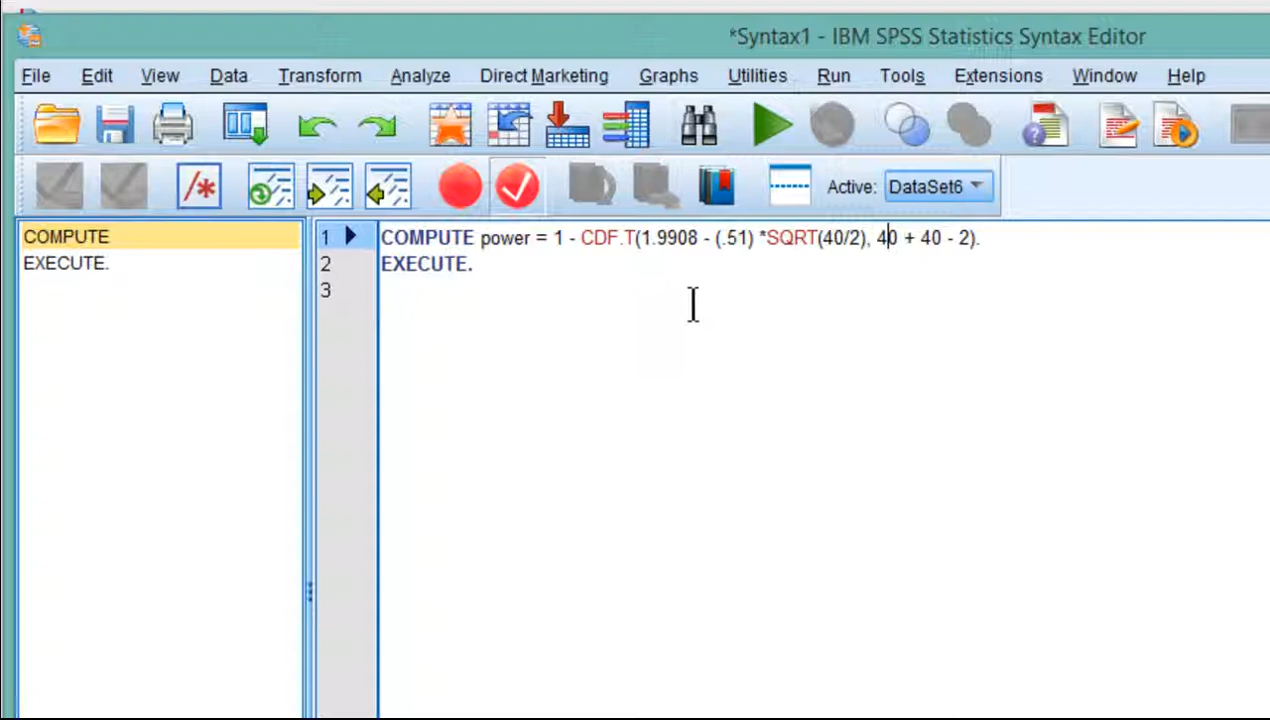 *Syntax1 - IBM SPSS Statistics Syntax Editor
File Edit View Data Transform Analyze Direct Marketing Graphs Utilities Run Tools Extensions Window Help
Active: DataSet6
COMPUTE
EXECUTE.
1 COMPUTE power = 1 - CDF.T(1.9908 - (.51) *SQRT(40/2), 40 + 40 - 2).
2 EXECUTE.
3